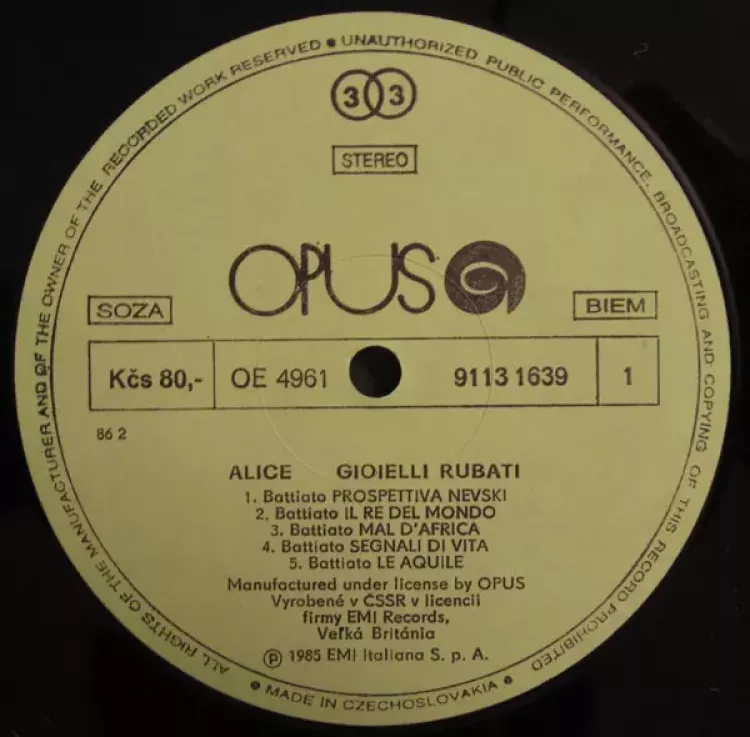 ALL RIGHTS OF THE MANUFACTURER AND OF THE OWNER OF THE RECORDED WORK RESERVED ● UNAUTHORIZED PUBLIC PERFORMANCE, BROADCASTING AND COPYING OF THIS RECORD PROHIBITED
33
STEREO
OPUS
SOZA
BIEM
Kčs 80,- OE 4961 9113 1639 1
86 2
ALICE GIOIELLI RUBATI
1. Battiato PROSPETTIVA NEVSKI
2. Battiato IL RE DEL MONDO
3. Battiato MAL D'AFRICA
4. Battiato SEGNALI DI VITA
5. Battiato LE AQUILE
Manufactured under license by OPUS
Vyrobené v ČSSR v licencii
firmy EMI Records,
Veľká Británia
Ⓟ 1985 EMI Italiana S. p. A.
● MADE IN CZECHOSLOVAKIA ●